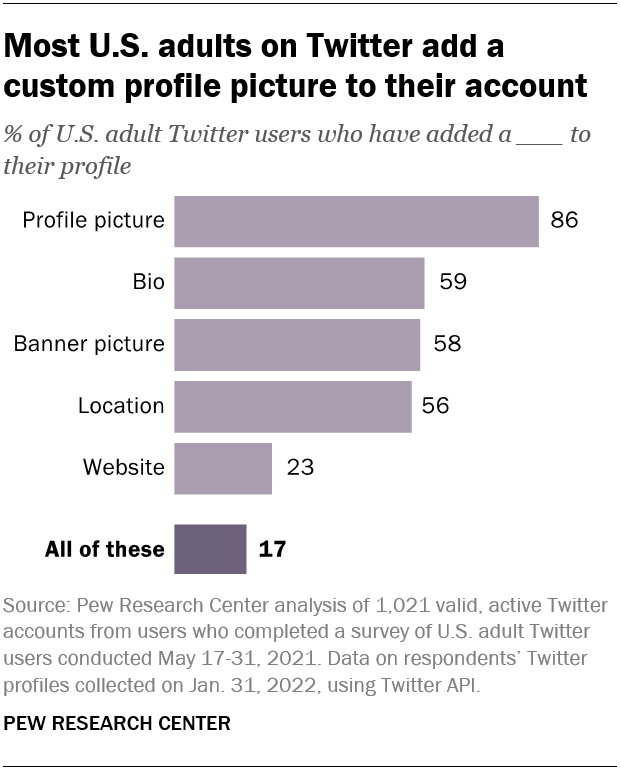 Most U.S. adults on Twitter add a
custom profile picture to their account
% of U.S. adult Twitter users who have added a ___ to
their profile
Profile picture 86
Bio 59
Banner picture 58
Location 56
Website 23
All of these 17
Source: Pew Research Center analysis of 1,021 valid, active Twitter
accounts from users who completed a survey of U.S. adult Twitter
users conducted May 17-31, 2021. Data on respondents’ Twitter
profiles collected on Jan. 31, 2022, using Twitter API.
PEW RESEARCH CENTER